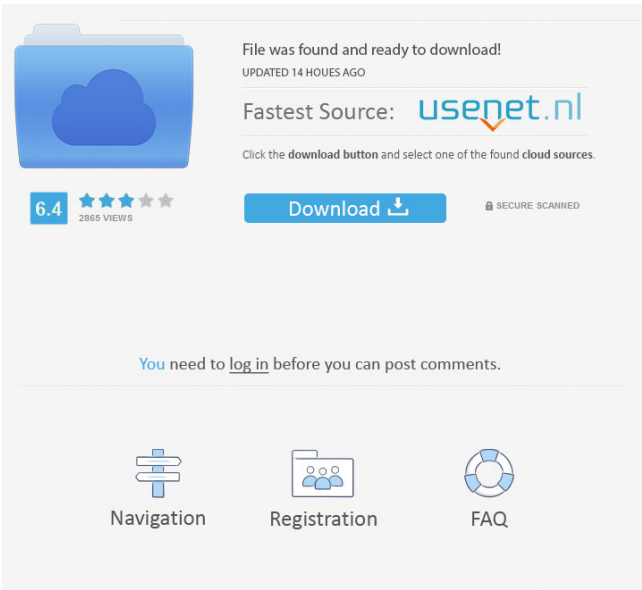 File was found and ready to download!
UPDATED 14 HOUES AGO
Fastest Source: usenet.nl
Click the download button and select one of the found cloud sources.
6.4
2865 VIEWS
Download
SECURE SCANNED
You need to log in before you can post comments.
Navigation
Registration
FAQ